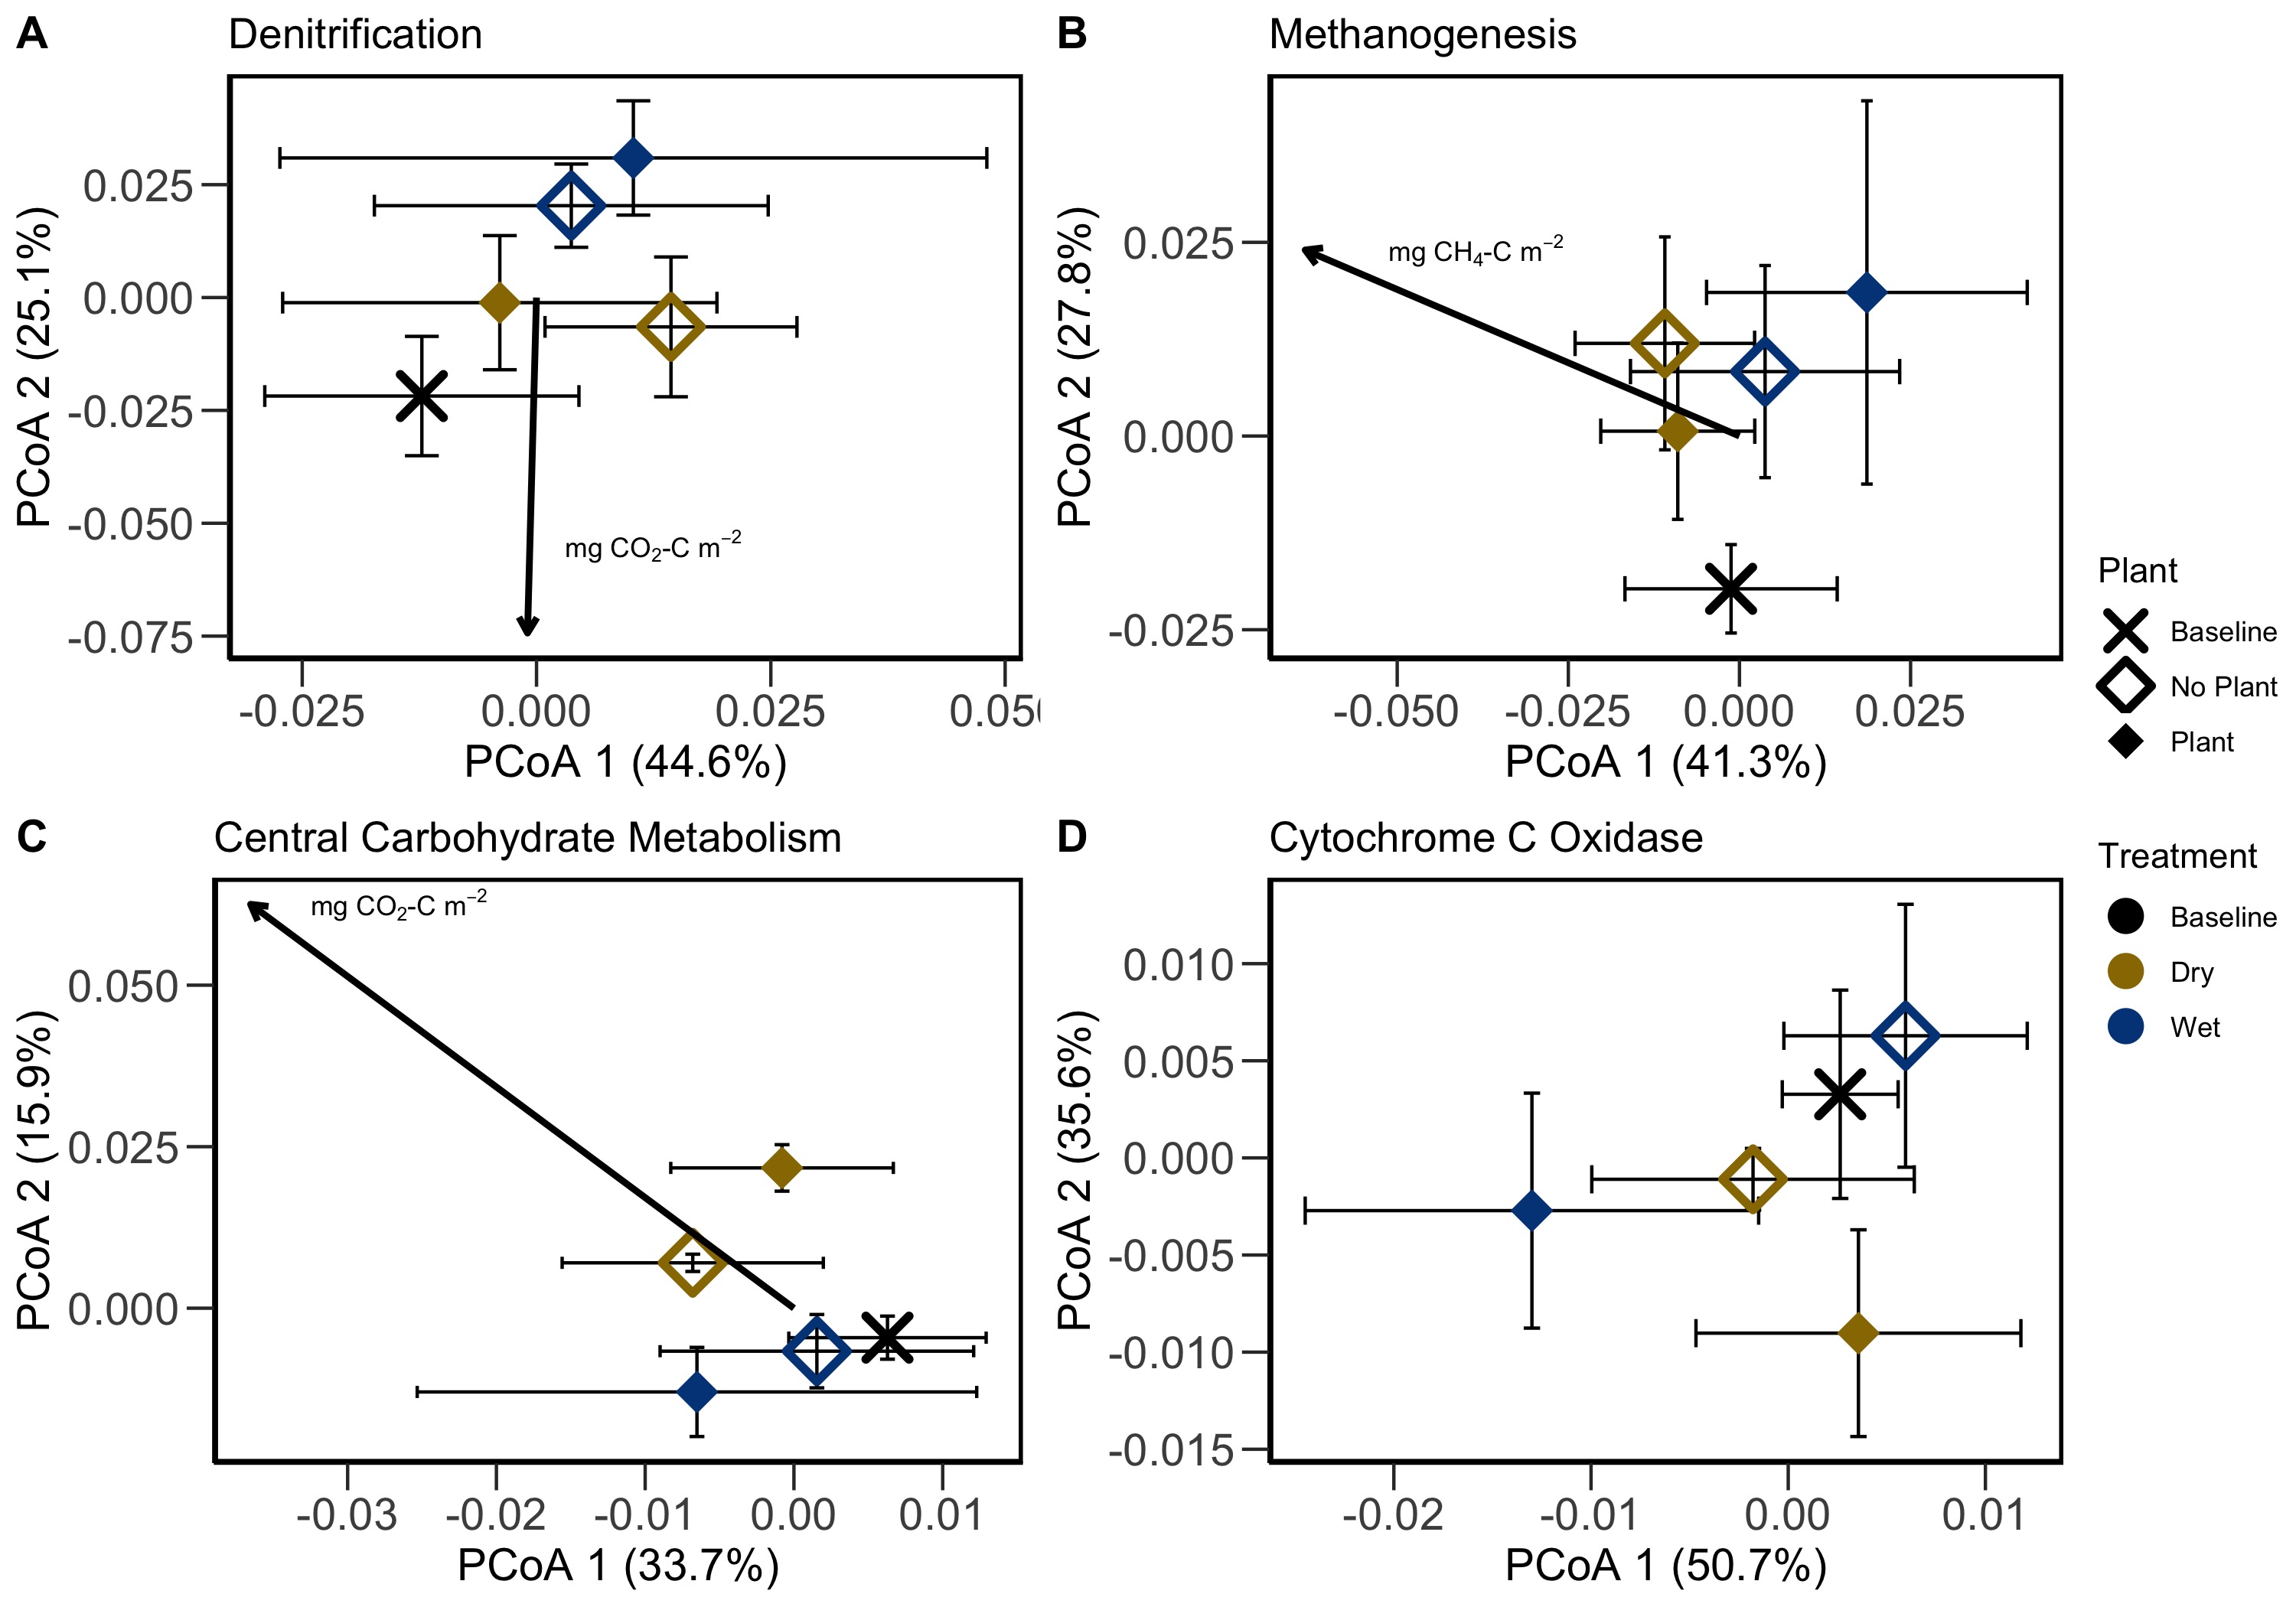 A Denitrification
PCoA 2 (25.1%)
0.025
0.000
-0.025
-0.050
-0.075
mg CO₂-C m⁻²
-0.025 0.000 0.025 0.05
PCoA 1 (44.6%)
B Methanogenesis
PCoA 2 (27.8%)
0.025
0.000
-0.025
mg CH₄-C m⁻²
-0.050 -0.025 0.000 0.025
PCoA 1 (41.3%)
C Central Carbohydrate Metabolism
PCoA 2 (15.9%)
0.050
0.025
0.000
mg CO₂-C m⁻²
-0.03 -0.02 -0.01 0.00 0.01
PCoA 1 (33.7%)
D Cytochrome C Oxidase
PCoA 2 (35.6%)
0.010
0.005
0.000
-0.005
-0.010
-0.015
-0.02 -0.01 0.00 0.01
PCoA 1 (50.7%)
Plant
Baseline
No Plant
Plant
Treatment
Baseline
Dry
Wet